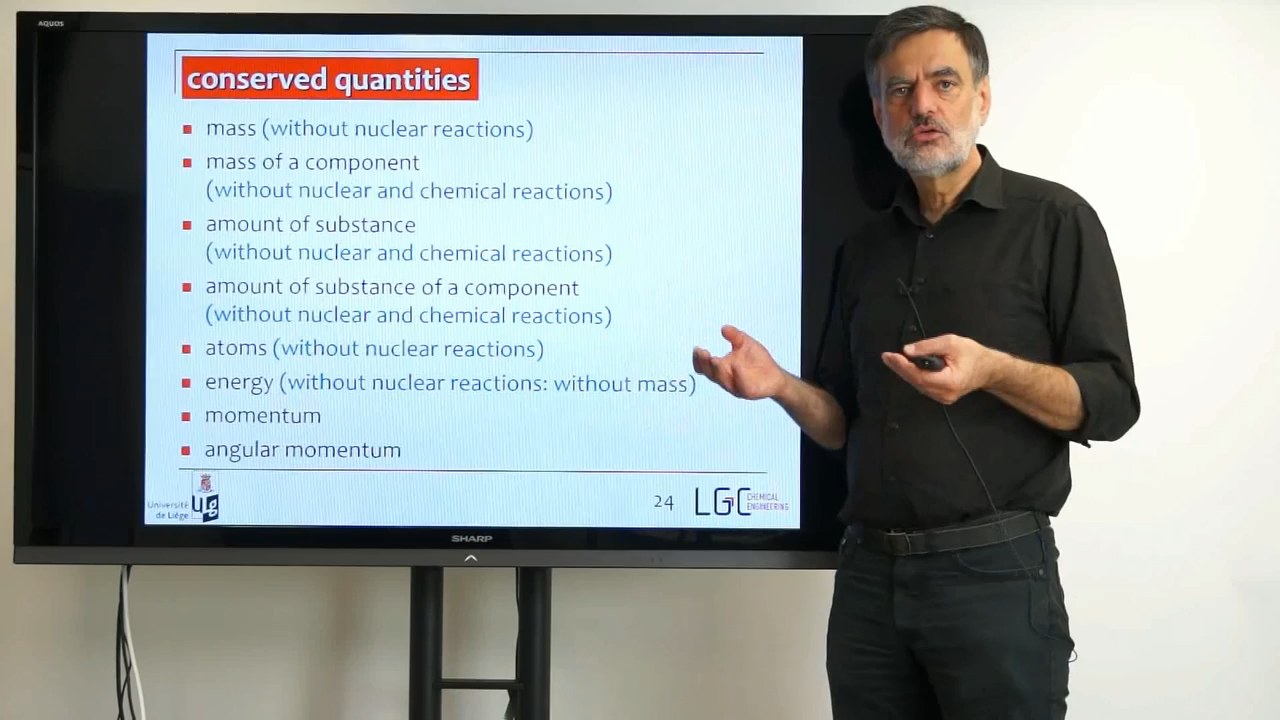 AQUOS
conserved quantities
mass (without nuclear reactions)
mass of a component
(without nuclear and chemical reactions)
amount of substance
(without nuclear and chemical reactions)
amount of substance of a component
(without nuclear and chemical reactions)
atoms (without nuclear reactions)
energy (without nuclear reactions: without mass)
momentum
angular momentum
Université
de Liège
24
LGC
CHEMICAL
ENGINEERING
SHARP